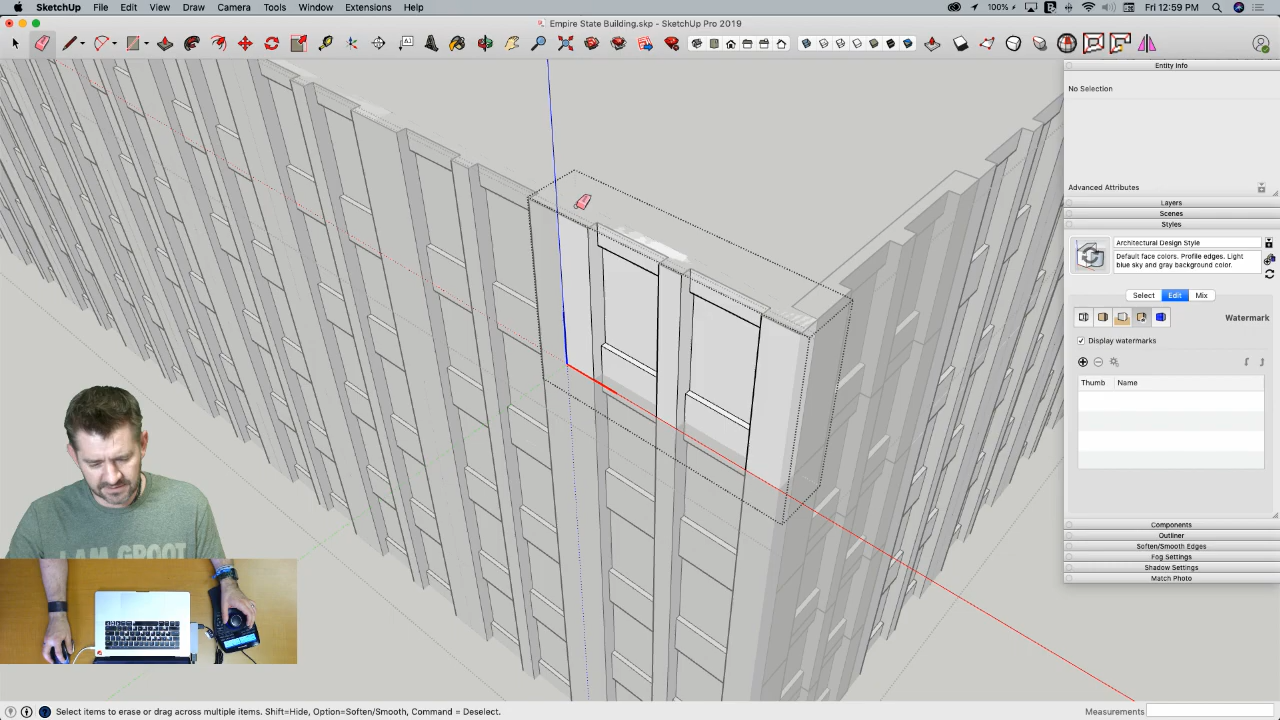 SketchUp File Edit View Draw Camera Tools Window Extensions Help 100% Fri 12:59 PM
Empire State Building.skp - SketchUp Pro 2019
Entity Info
No Selection
Advanced Attributes
Layers
Scenes
Styles
Architectural Design Style
Default face colors. Profile edges. Light
blue sky and gray background color.
Select Edit Mix
Watermark
Display watermarks
Thumb Name
Components
Outliner
Soften/Smooth Edges
Fog Settings
Shadow Settings
Match Photo
I AM GROOT
Select items to erase or drag across multiple items. Shift=Hide, Option=Soften/Smooth, Command = Deselect. Measurements